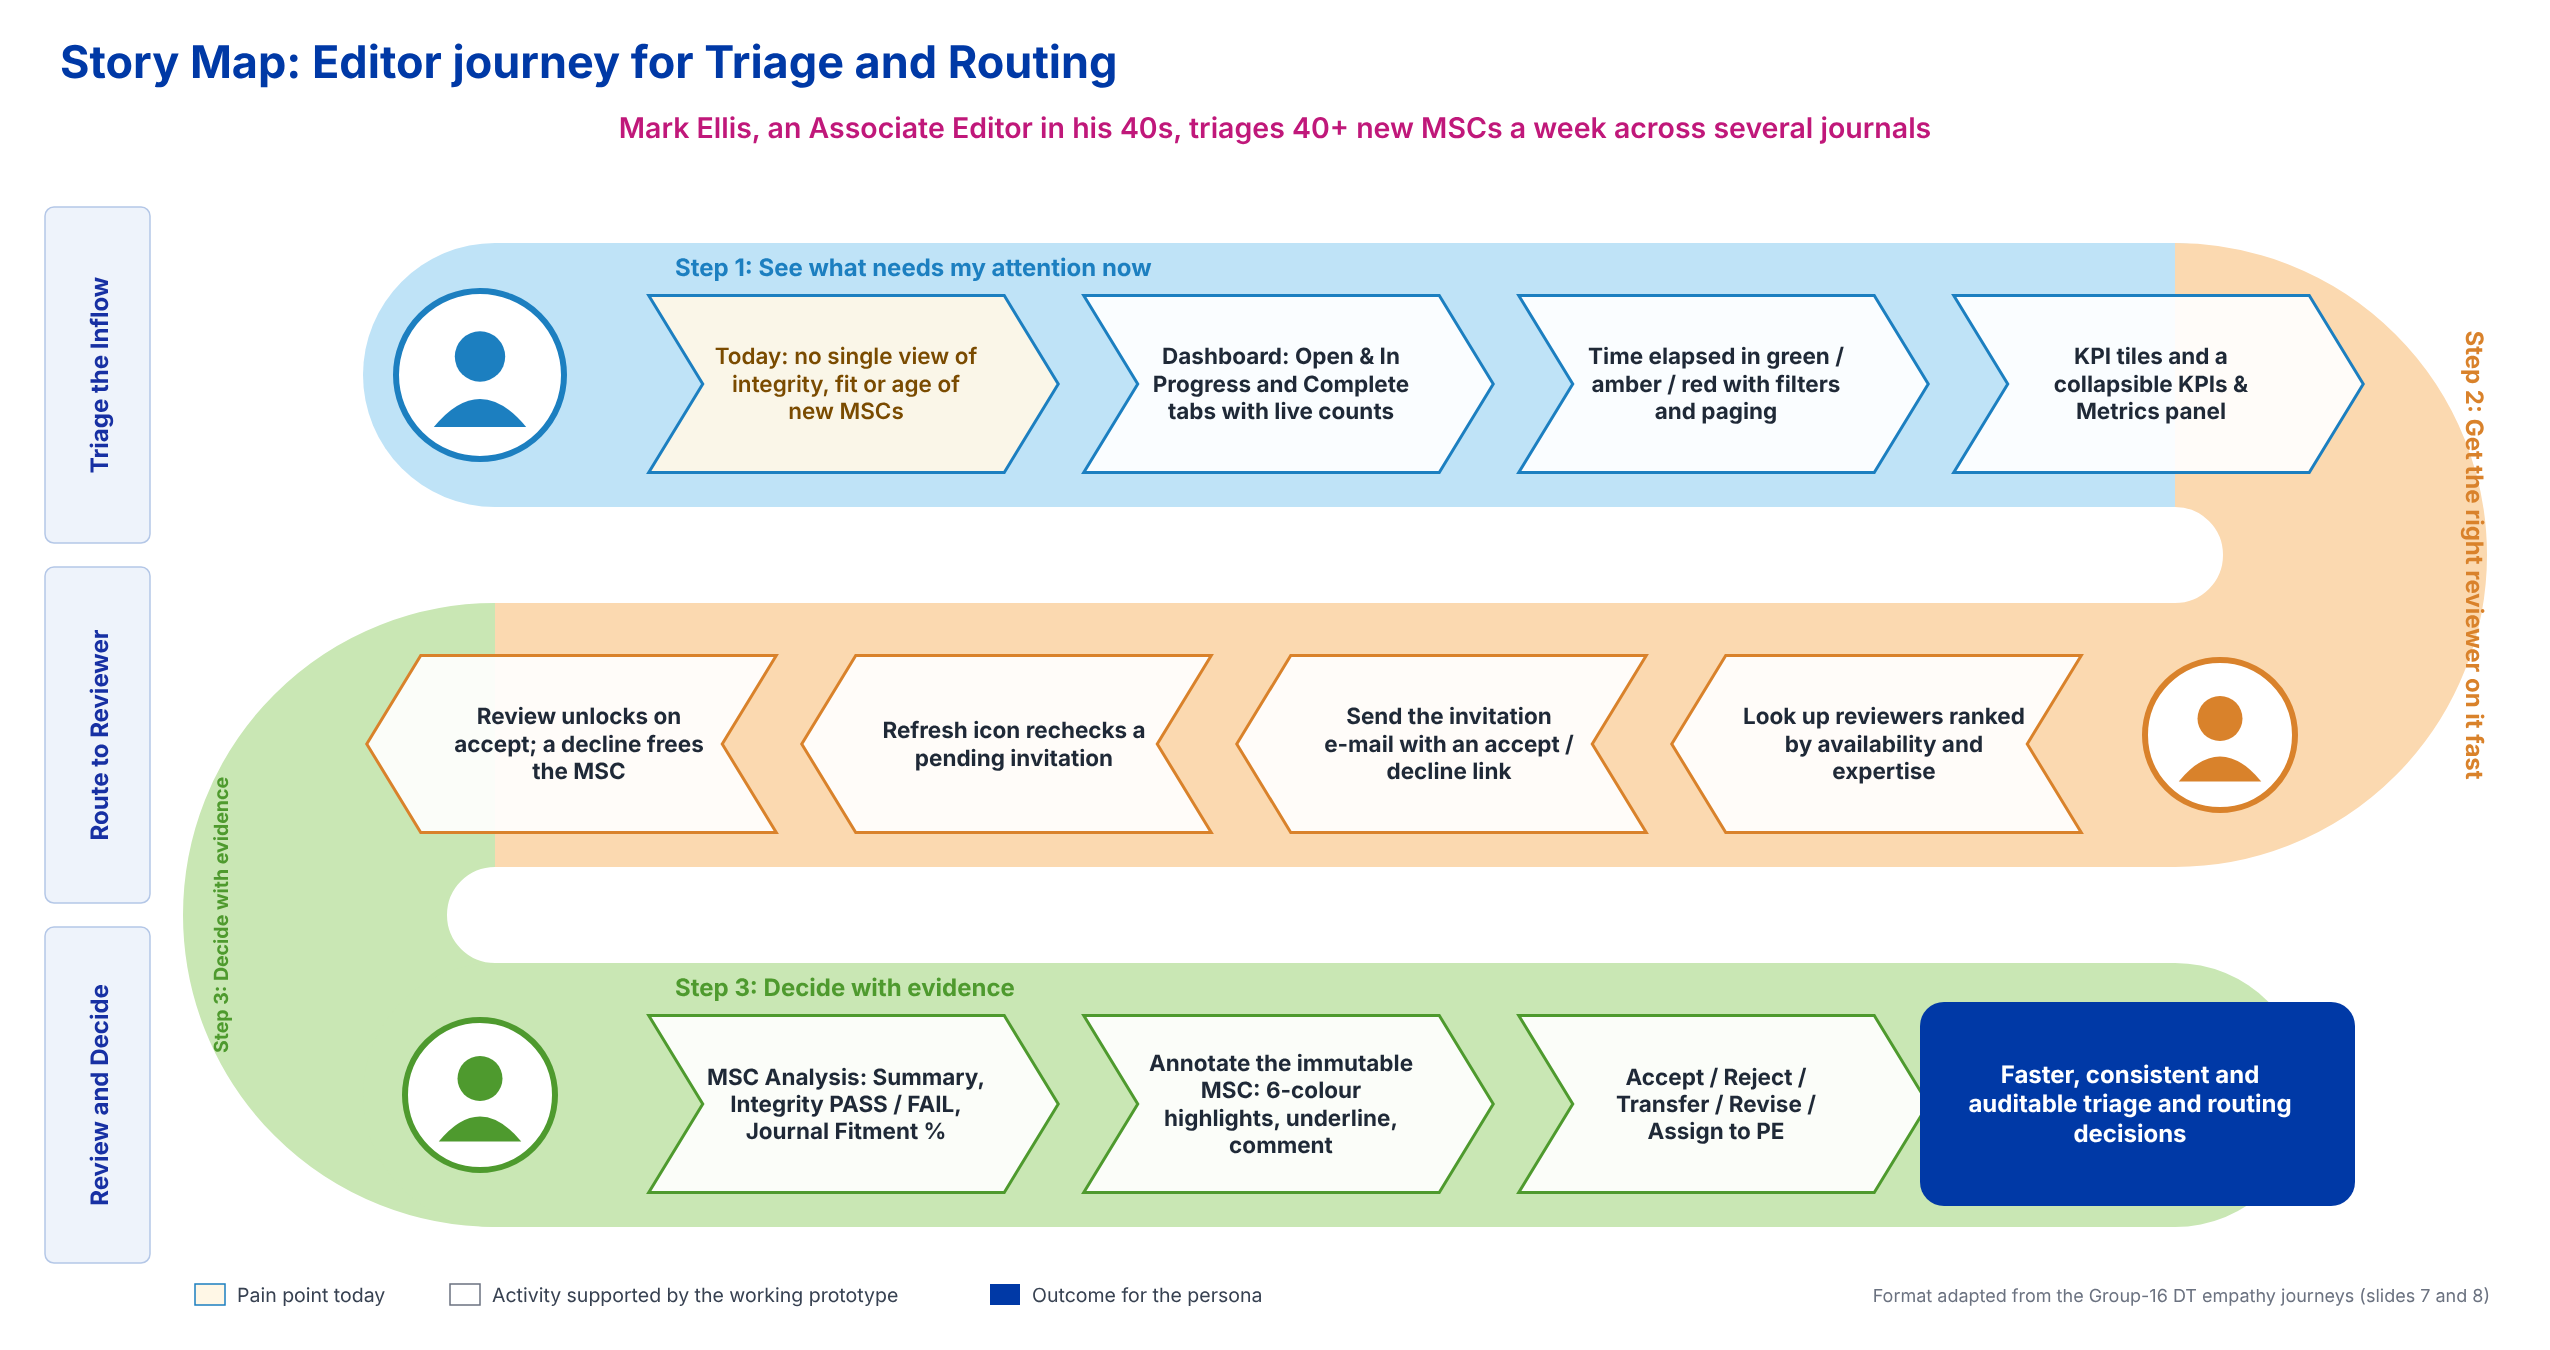 Story Map: Editor journey for Triage and Routing
Mark Ellis, an Associate Editor in his 40s, triages 40+ new MSCs a week across several journals
Triage the Inflow
Step 1: See what needs my attention now
Today: no single view of
integrity, fit or age of
new MSCs
Dashboard: Open & In
Progress and Complete
tabs with live counts
Time elapsed in green /
amber / red with filters
and paging
KPI tiles and a
collapsible KPIs &
Metrics panel
Step 2: Get the right reviewer on it fast
Route to Reviewer
Look up reviewers ranked
by availability and
expertise
Send the invitation
e-mail with an accept /
decline link
Refresh icon rechecks a
pending invitation
Review unlocks on
accept; a decline frees
the MSC
Step 3: Decide with evidence
Review and Decide
Step 3: Decide with evidence
MSC Analysis: Summary,
Integrity PASS / FAIL,
Journal Fitment %
Annotate the immutable
MSC: 6-colour
highlights, underline,
comment
Accept / Reject /
Transfer / Revise /
Assign to PE
Faster, consistent and
auditable triage and routing
decisions
Pain point today
Activity supported by the working prototype
Outcome for the persona
Format adapted from the Group-16 DT empathy journeys (slides 7 and 8)